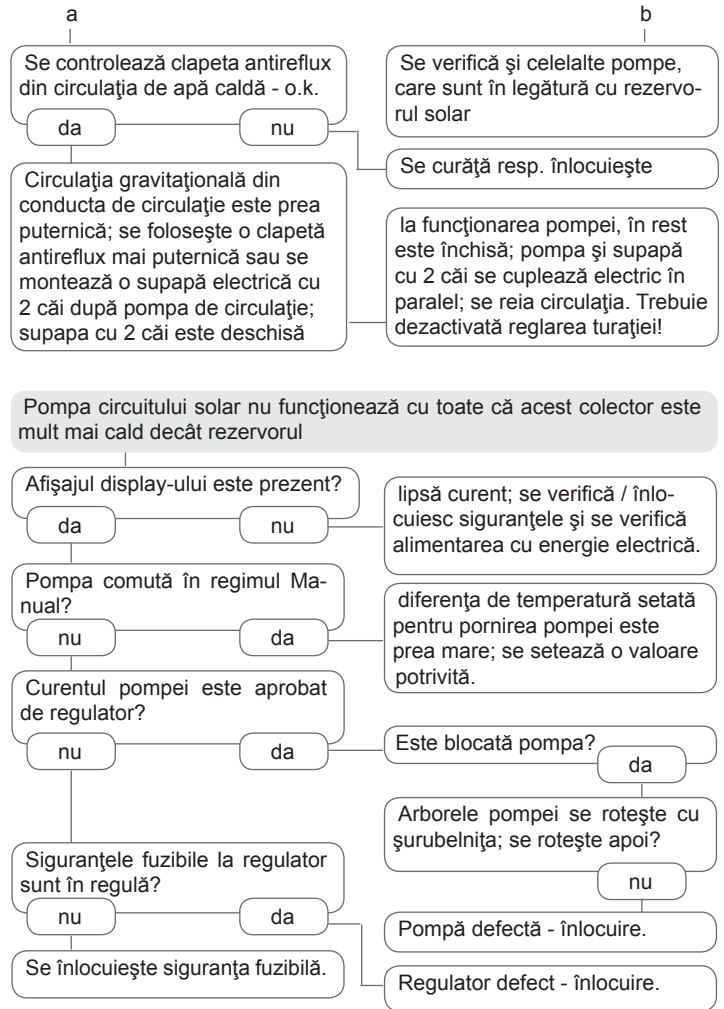 a
b
Se controlează clapeta antireflux
din circulaţia de apă caldă - o.k.
da
nu
Se verifică şi celelalte pompe,
care sunt în legătură cu rezervo-
rul solar
Se curăţă resp. înlocuieşte
Circulaţia gravitaţională din
conducta de circulaţie este prea
puternică; se foloseşte o clapetă
antireflux mai puternică sau se
montează o supapă electrică cu
2 căi după pompa de circulaţie;
supapa cu 2 căi este deschisă
la funcţionarea pompei, în rest
este închisă; pompa şi supapă
cu 2 căi se cuplează electric în
paralel; se reia circulaţia. Trebuie
dezactivată reglarea turaţiei!
Pompa circuitului solar nu funcţionează cu toate că acest colector este
mult mai cald decât rezervorul
Afişajul display-ului este prezent?
da
nu
lipsă curent; se verifică / înlo-
cuiesc siguranţele şi se verifică
alimentarea cu energie electrică.
Pompa comută în regimul Ma-
nual?
nu
da
diferenţa de temperatură setată
pentru pornirea pompei este
prea mare; se setează o valoare
potrivită.
Curentul pompei este aprobat
de regulator?
nu
da
Este blocată pompa?
da
Arborele pompei se roteşte cu
şurubelniţa; se roteşte apoi?
nu
Pompă defectă - înlocuire.
Siguranţele fuzibile la regulator
sunt în regulă?
nu
da
Se înlocuieşte siguranţa fuzibilă.
Regulator defect - înlocuire.